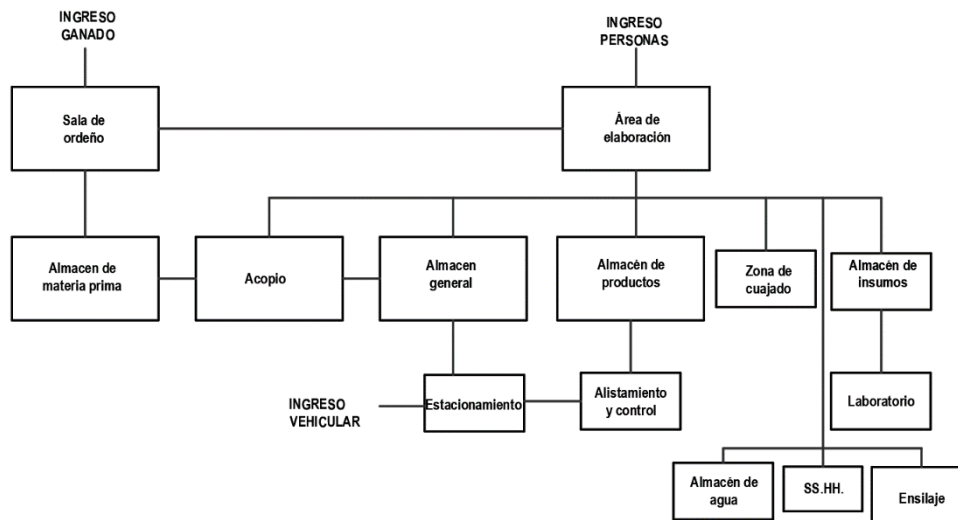 INGRESO
GANADO
INGRESO
PERSONAS
Sala de
ordeño
Área de
elaboración
Almacen de
materia prima
Acopio
Almacen
general
Almacén de
productos
Zona de
cuajado
Almacén de
insumos
INGRESO
VEHICULAR
Estacionamiento
Alistamiento
y control
Laboratorio
Almacén de
agua
SS.HH.
Ensilaje